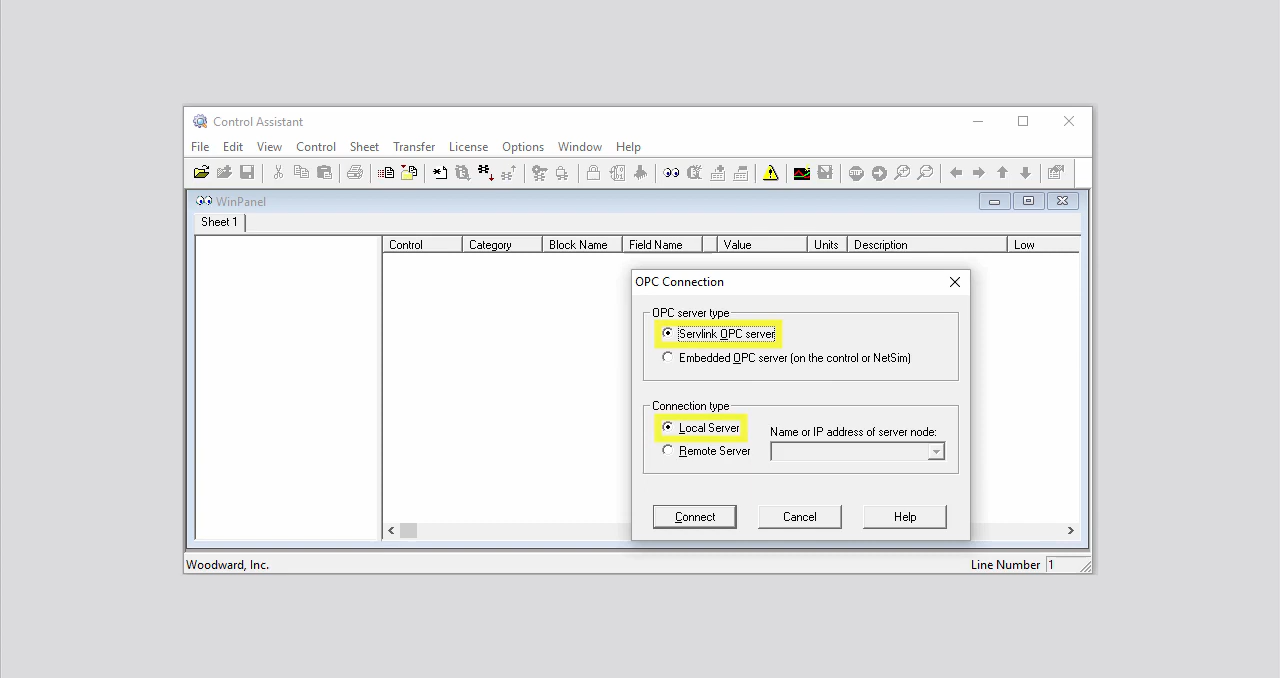 Control Assistant
File Edit View Control Sheet Transfer License Options Window Help
WinPanel
Sheet 1
Control Category Block Name Field Name Value Units Description Low
OPC Connection
OPC server type
Servlink OPC server
Embedded OPC server (on the control or NetSim)
Connection type
Local Server
Name or IP address of server node:
Remote Server
Connect Cancel Help
Woodward, Inc. Line Number 1